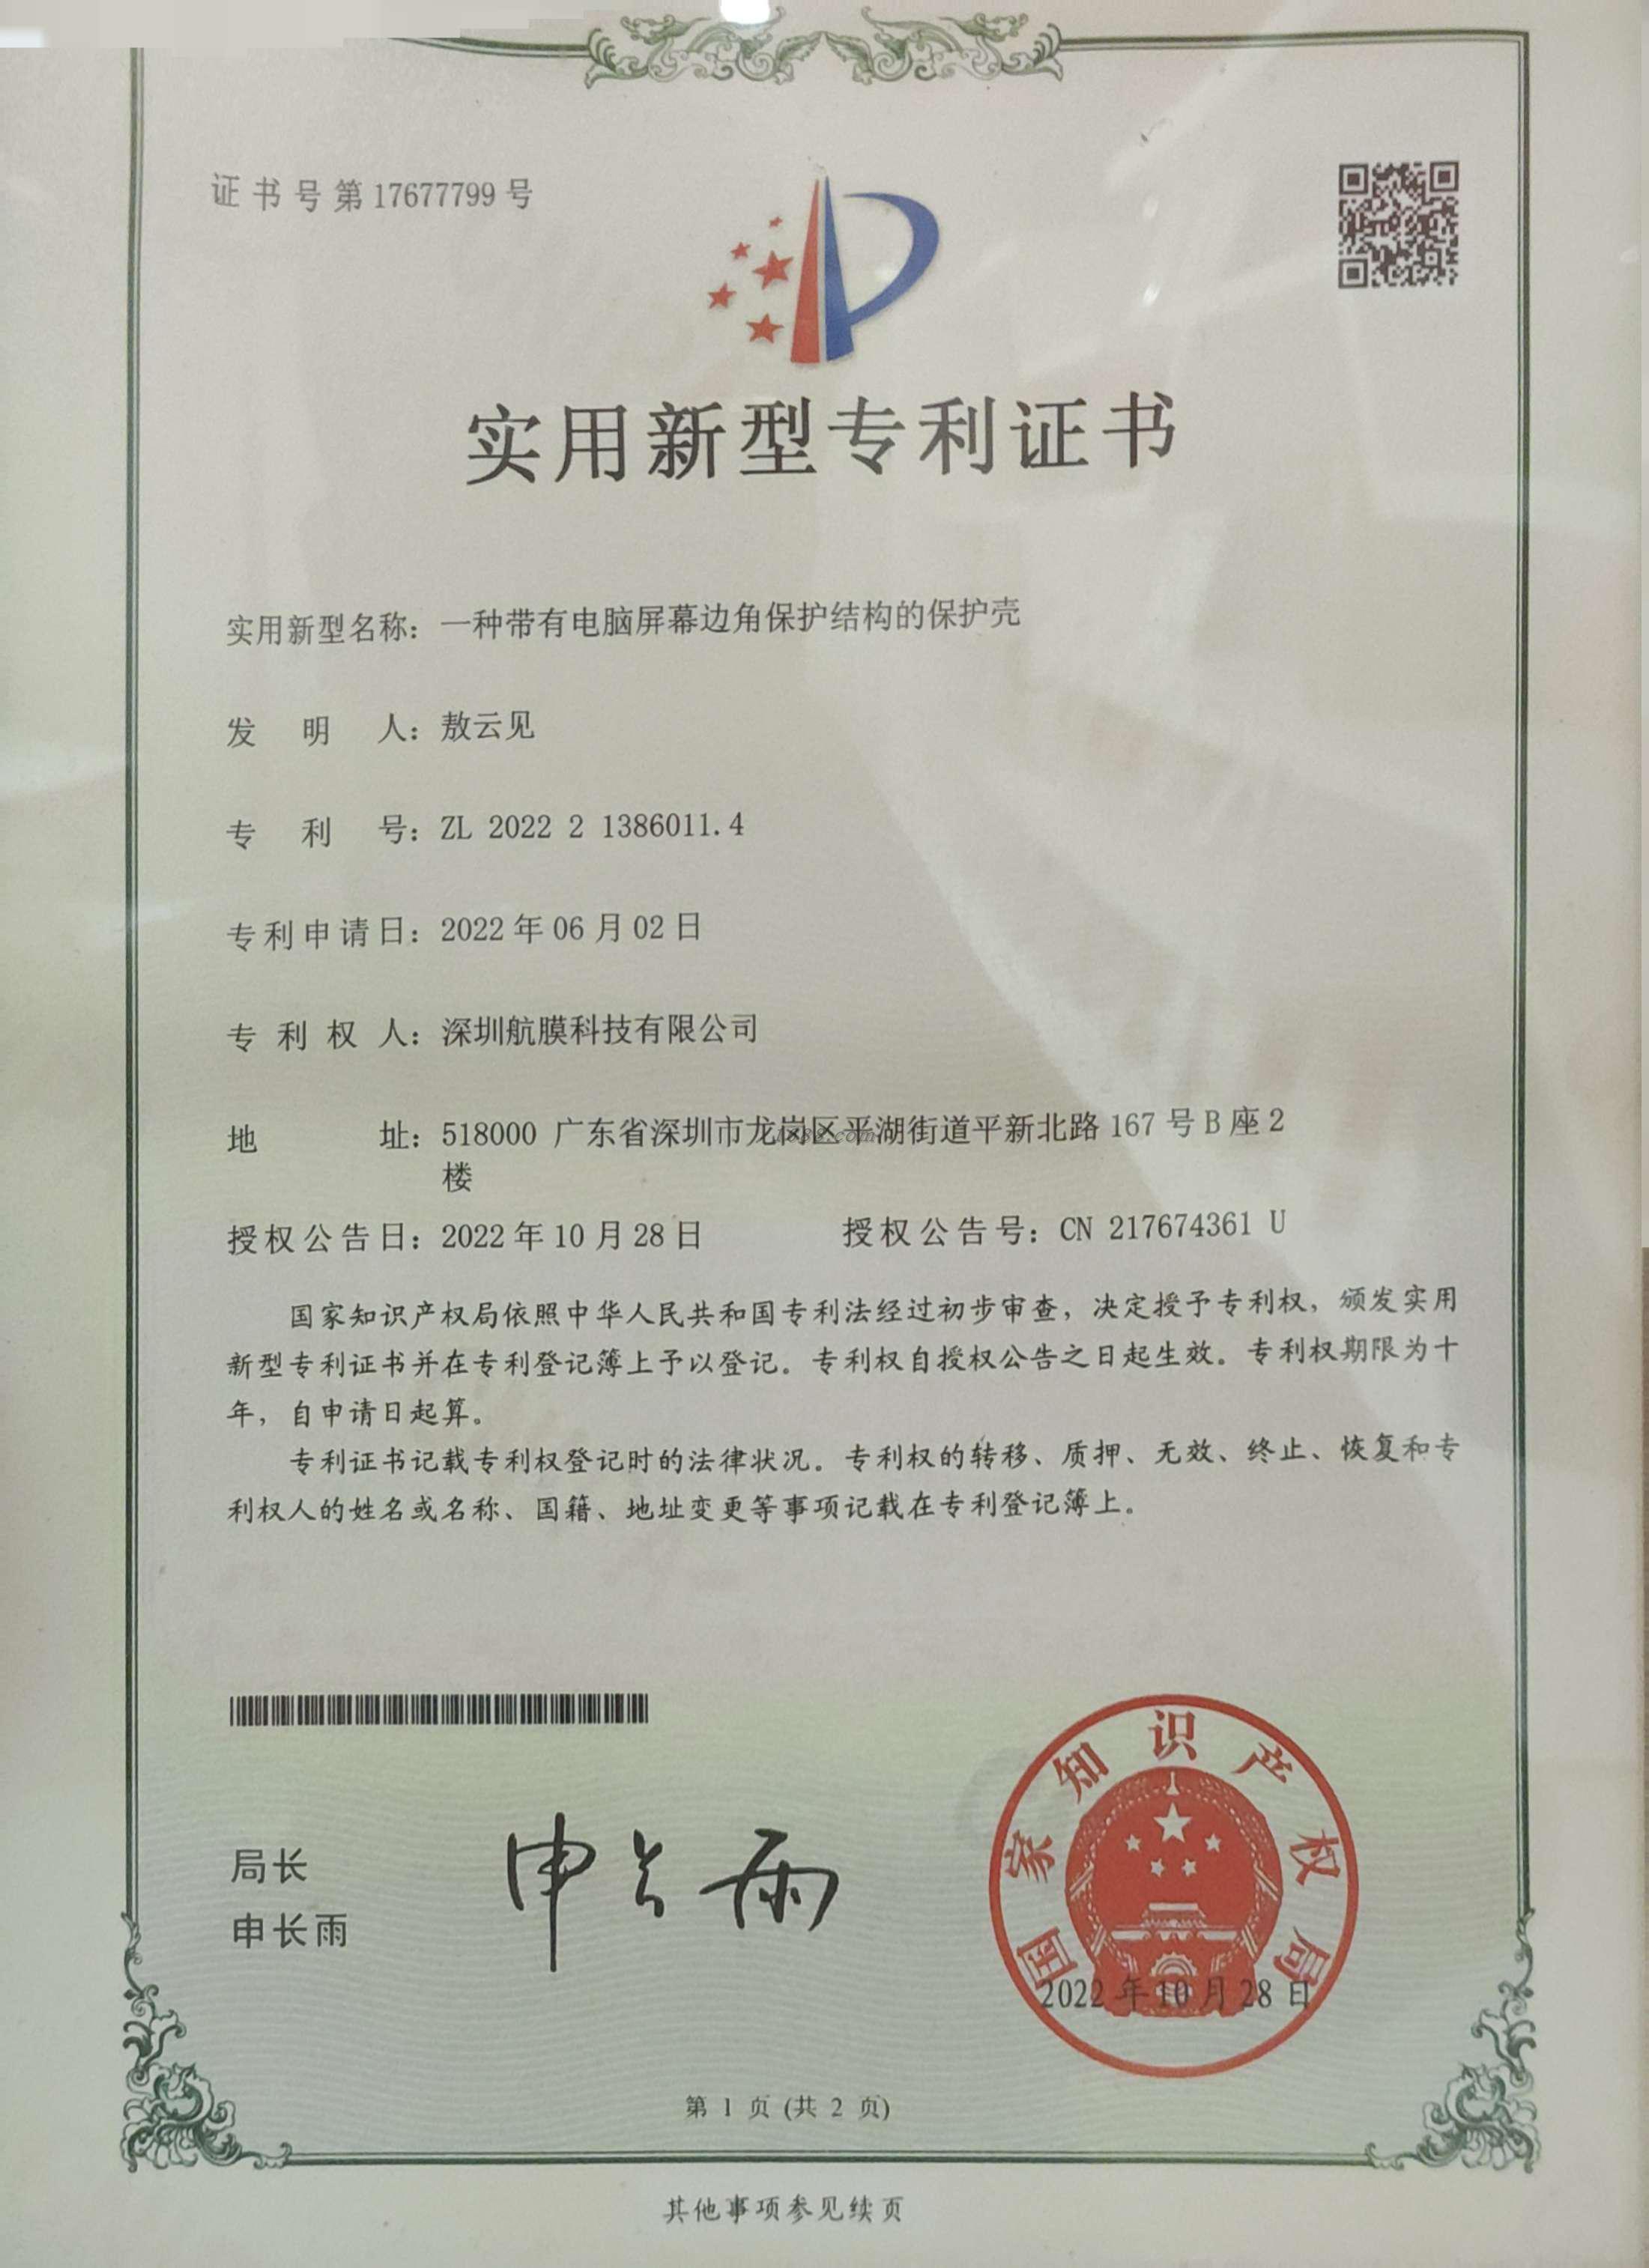 证书号第17677799号
实用新型专利证书
实用新型名称：一种带有电脑屏幕边角保护结构的保护壳
发明人：敖云见
专利号：ZL 2022 2 1386011.4
专利申请日：2022年06月02日
专利权人：深圳航膜科技有限公司
地址：518000 广东省深圳市龙岗区平湖街道平新北路167号B座2
楼
授权公告日：2022年10月28日 授权公告号：CN 217674361 U
国家知识产权局依照中华人民共和国专利法经过初步审查，决定授予专利权，颁发实用
新型专利证书并在专利登记簿上予以登记。专利权自授权公告之日起生效。专利权期限为十
年，自申请日起算。
专利证书记载专利权登记时的法律状况。专利权的转移、质押、无效、终止、恢复和专
利权人的姓名或名称、国籍、地址变更等事项记载在专利登记簿上。
局长
申长雨
申长雨
国家知识产权局
2022年10月28日
第 1 页 (共 2 页)
其他事项参见续页